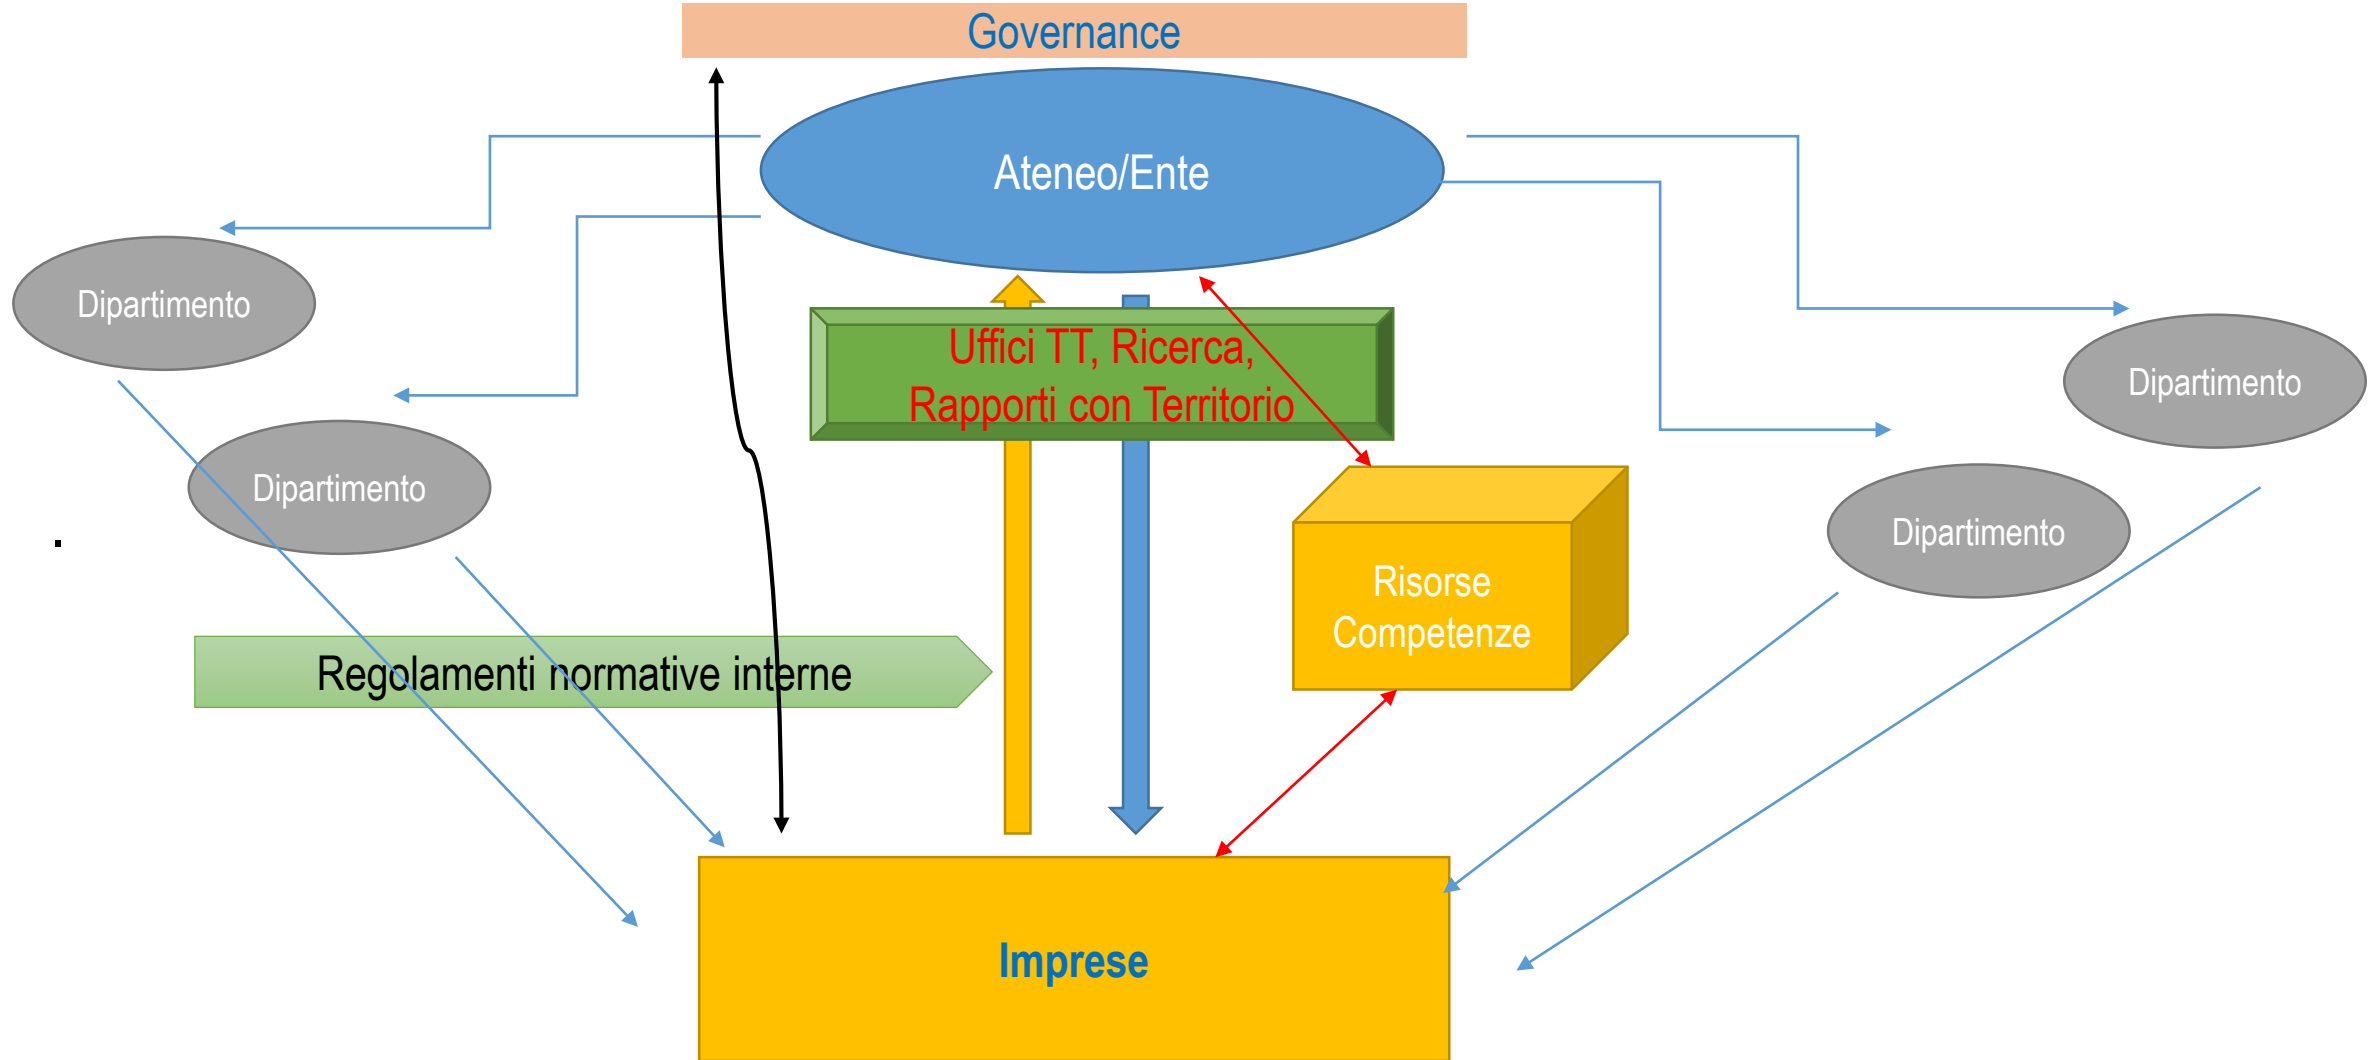 Governance
Ateneo/Ente
Dipartimento
Uffici TT, Ricerca,
Rapporti con Territorio
Dipartimento
Dipartimento
Dipartimento
.
Risorse
Competenze
Regolamenti normative interne
Imprese